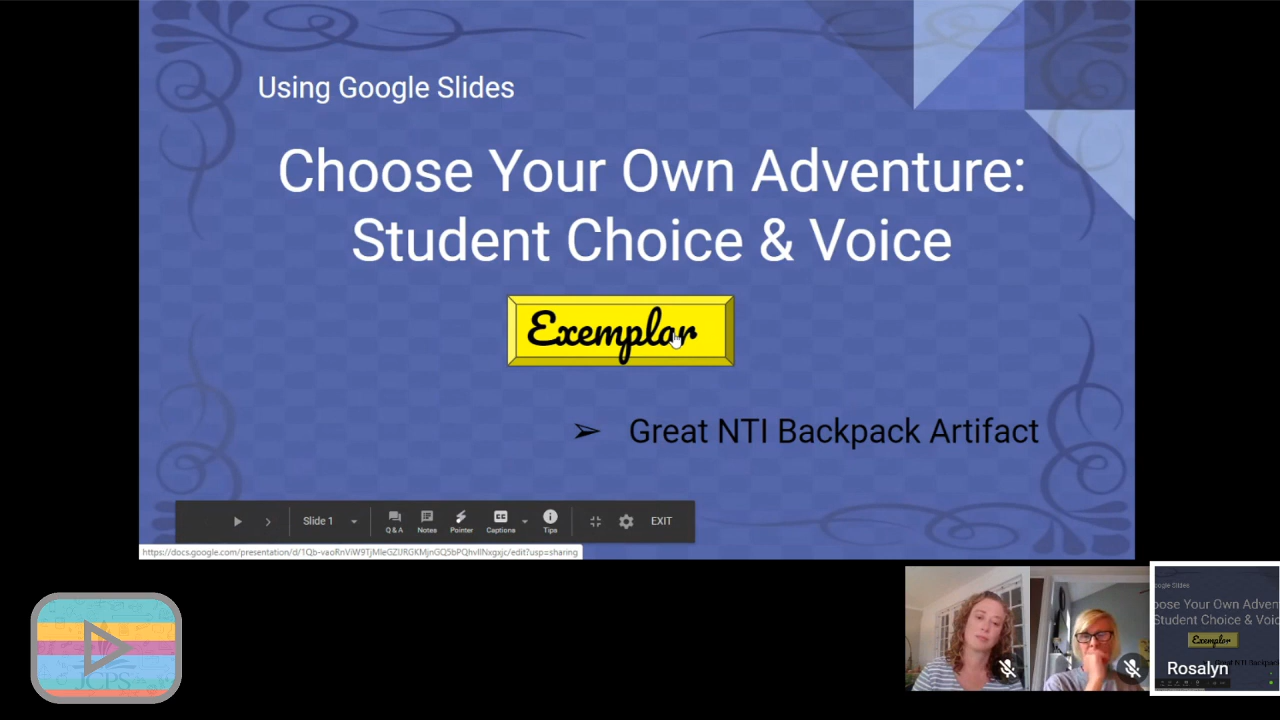 Using Google Slides
Choose Your Own Adventure:
Student Choice & Voice
Exemplar
➢ Great NTI Backpack Artifact
Slide 1
Q & A
Notes
Pointer
Captions
Tips
EXIT
JCPS
Rosalyn